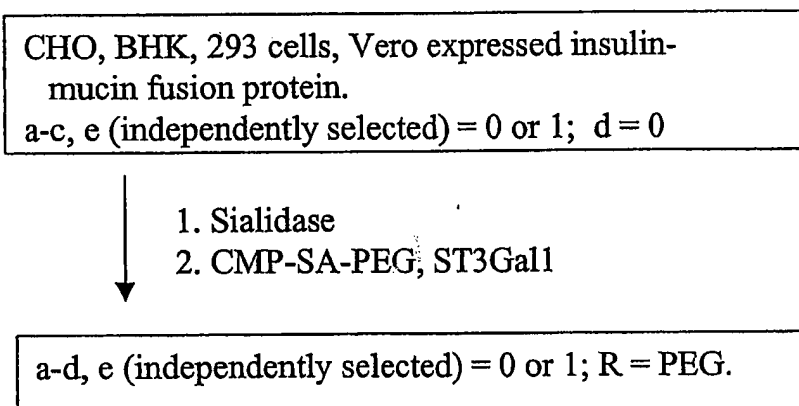 CHO, BHK, 293 cells, Vero expressed insulin-
mucin fusion protein.
a-c, e (independently selected) = 0 or 1; d = 0
1. Sialidase
2. CMP-SA-PEG, ST3Gal1
a-d, e (independently selected) = 0 or 1; R = PEG.